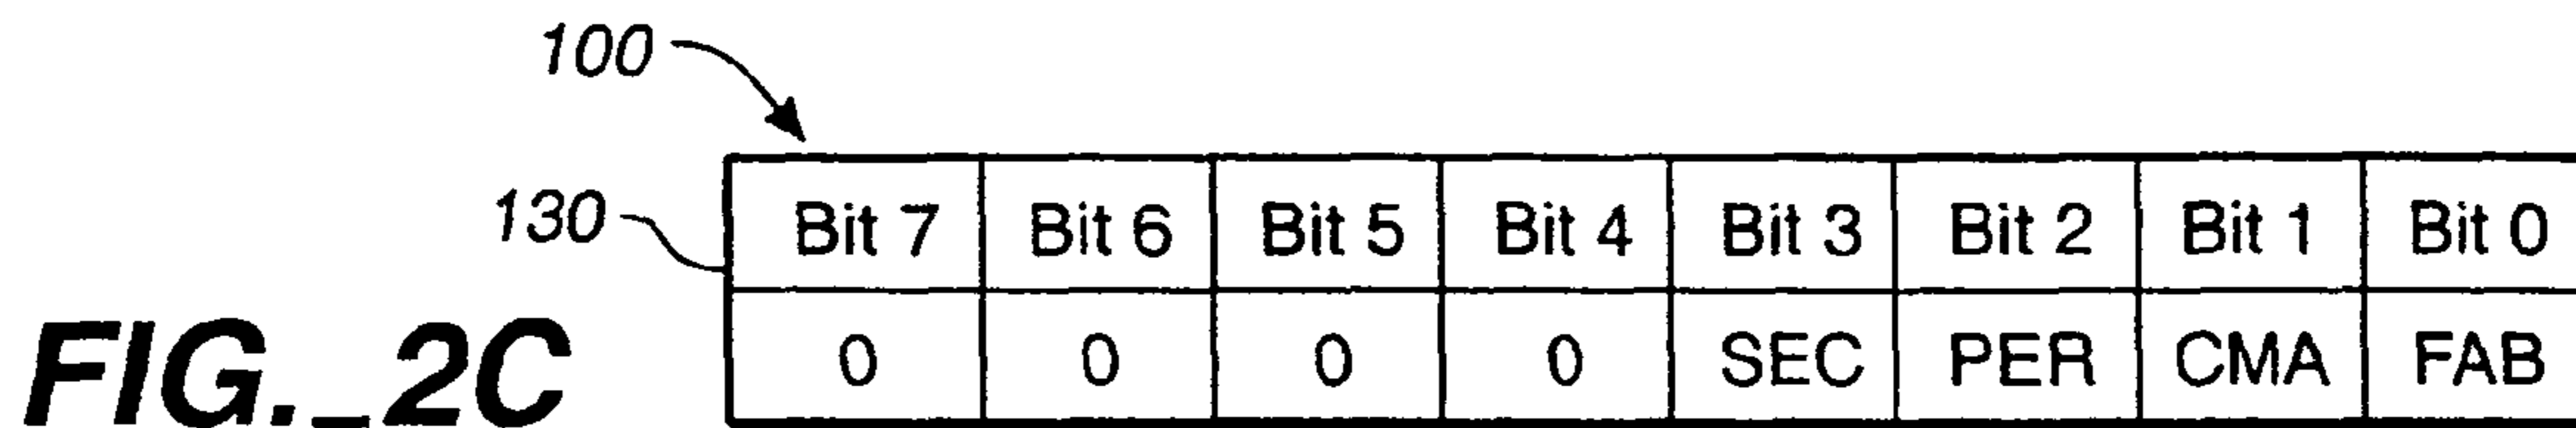 100
130
Bit 7 Bit 6 Bit 5 Bit 4 Bit 3 Bit 2 Bit 1 Bit 0
0 0 0 0 SEC PER CMA FAB
FIG._2C